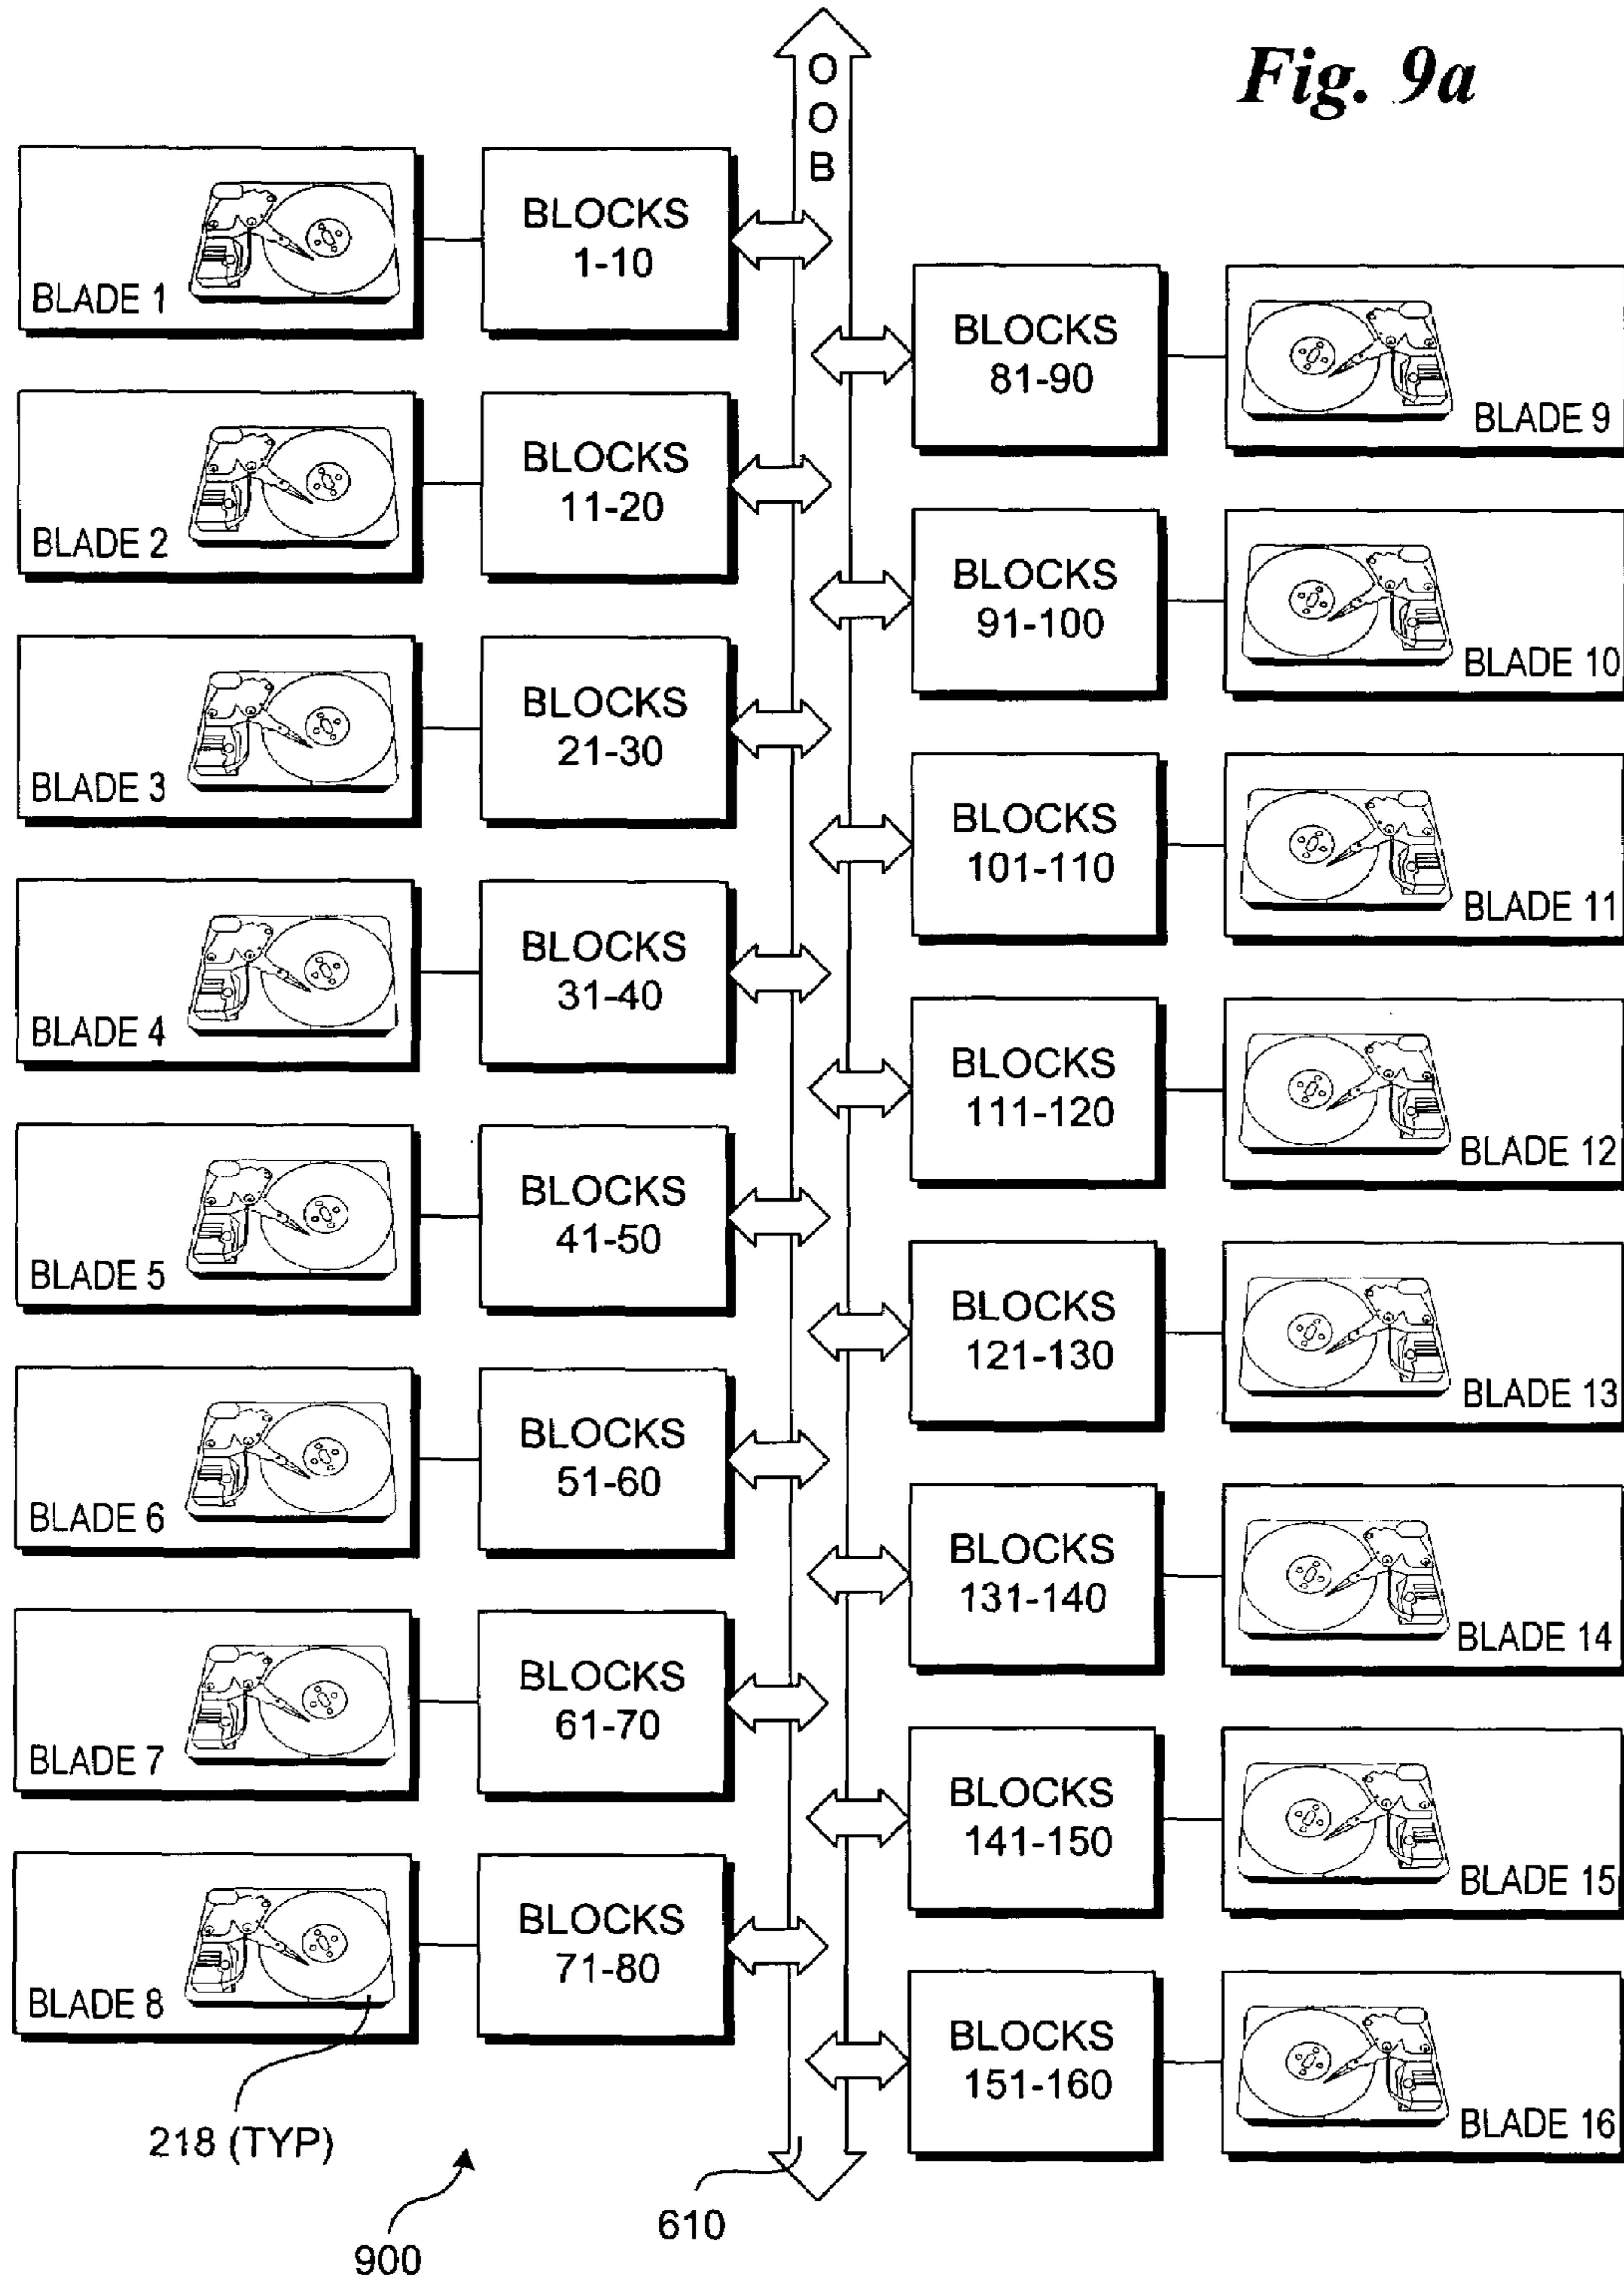 Fig. 9a
O
O
B
BLADE 1
BLOCKS
1-10
BLADE 2
BLOCKS
11-20
BLADE 3
BLOCKS
21-30
BLADE 4
BLOCKS
31-40
BLADE 5
BLOCKS
41-50
BLADE 6
BLOCKS
51-60
BLADE 7
BLOCKS
61-70
BLADE 8
BLOCKS
71-80
BLOCKS
81-90
BLADE 9
BLOCKS
91-100
BLADE 10
BLOCKS
101-110
BLADE 11
BLOCKS
111-120
BLADE 12
BLOCKS
121-130
BLADE 13
BLOCKS
131-140
BLADE 14
BLOCKS
141-150
BLADE 15
BLOCKS
151-160
BLADE 16
218 (TYP)
900
610